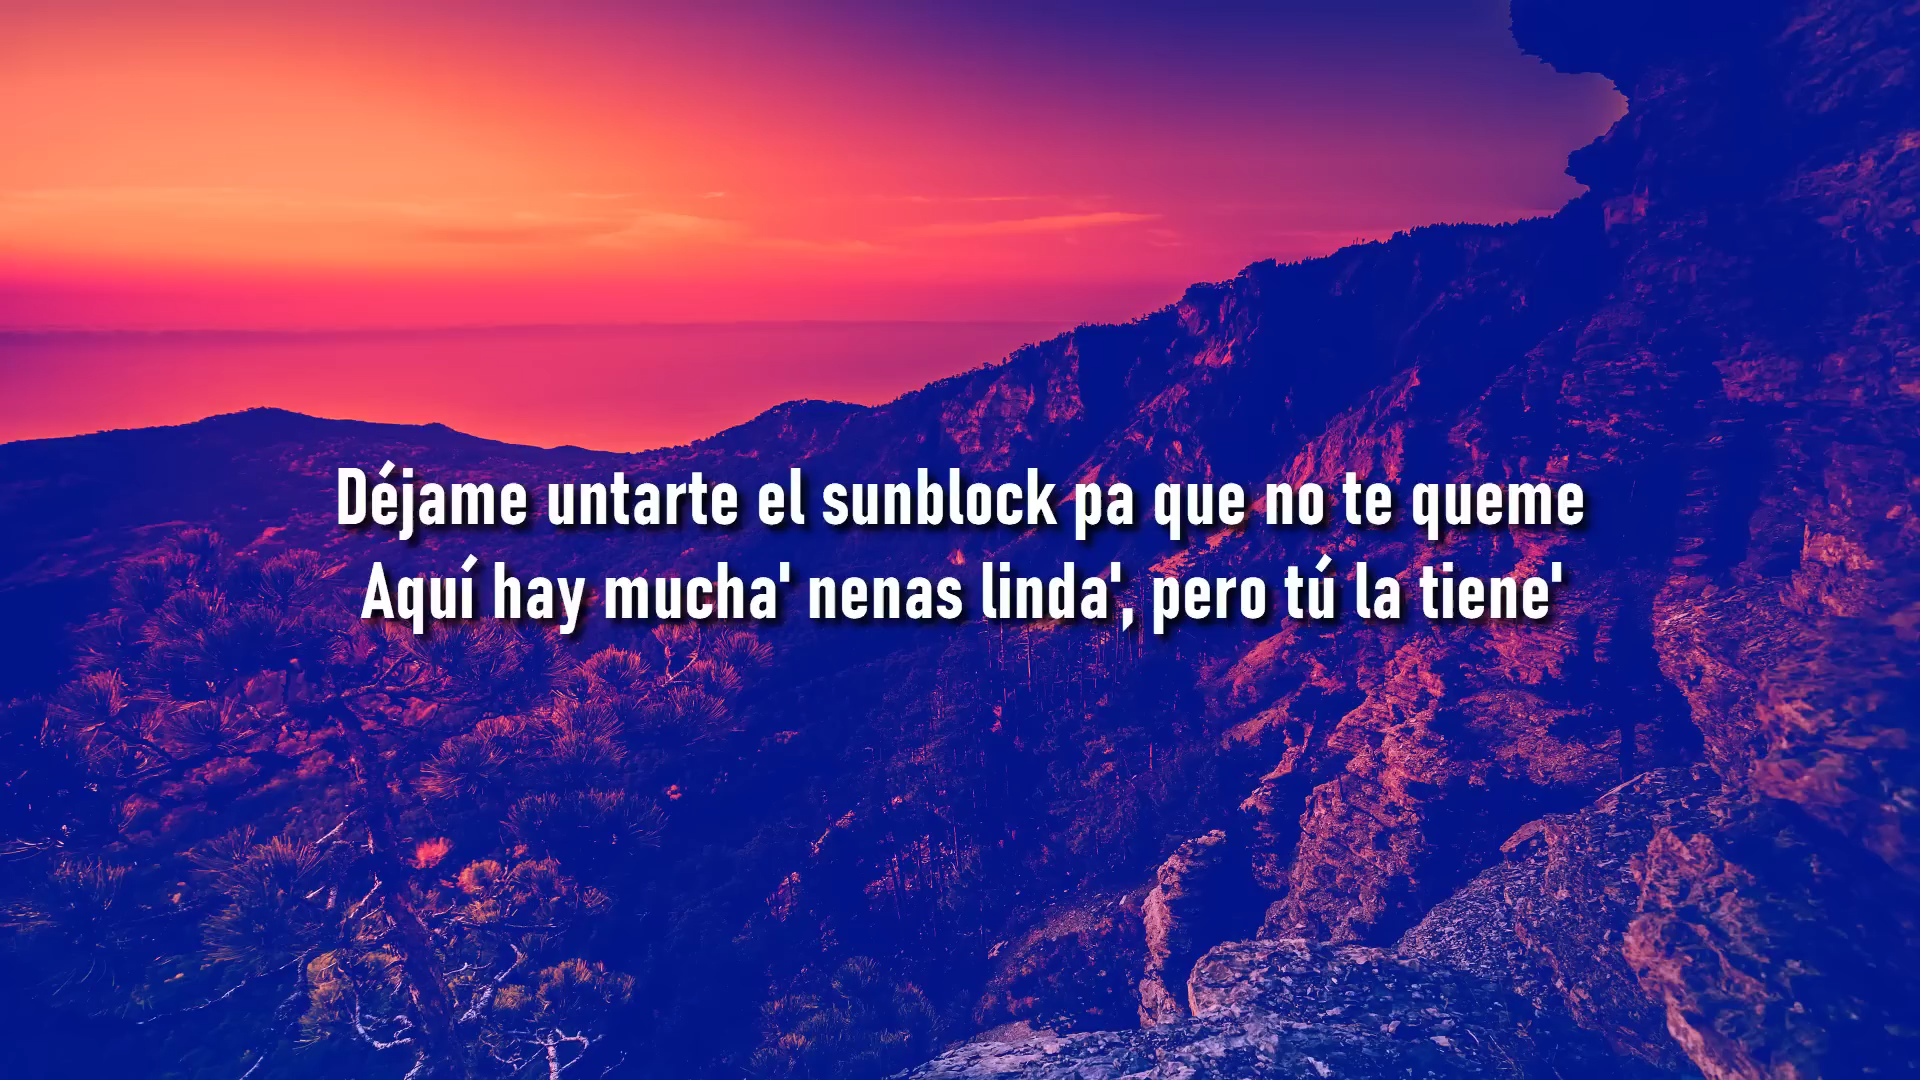 Déjame untarte el sunblock pa que no te queme
Aquí hay mucha' nenas linda', pero tú la tiene'